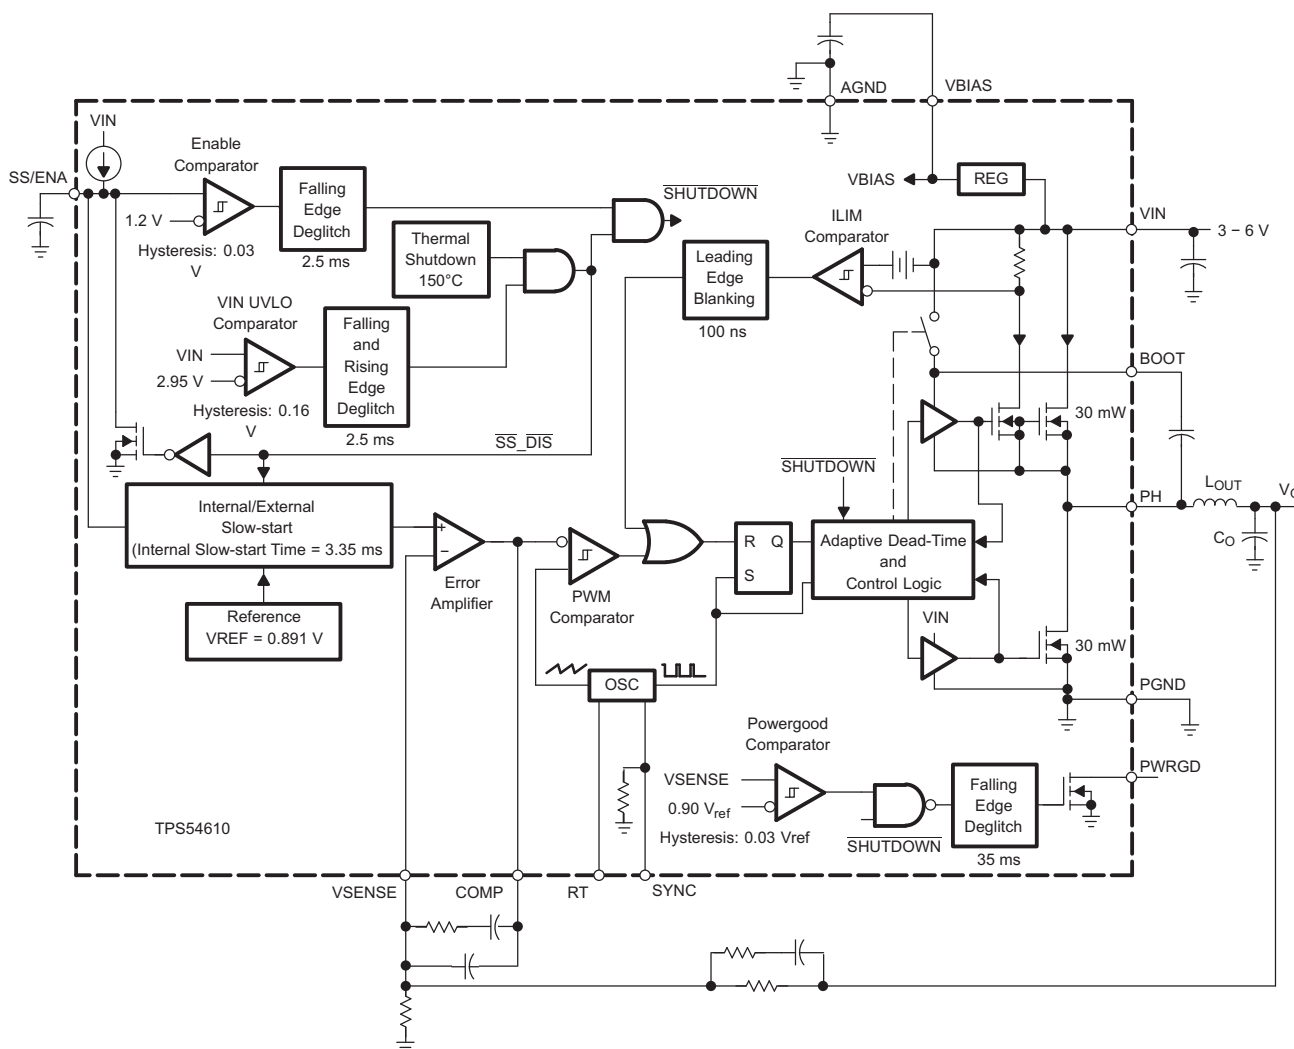 AGND
VBIAS
VIN
Enable
Comparator
SS/ENA
1.2 V
Hysteresis: 0.03
V
Falling
Edge
Deglitch
2.5 ms
SHUTDOWN
Thermal
Shutdown
150°C
VBIAS
REG
VIN
3 – 6 V
ILIM
Comparator
Leading
Edge
Blanking
100 ns
VIN UVLO
Comparator
VIN
2.95 V
Hysteresis: 0.16
V
Falling
and
Rising
Edge
Deglitch
2.5 ms
SS_DIS
BOOT
30 mW
SHUTDOWN
PH
LOUT
CO
Internal/External
Slow-start
(Internal Slow-start Time = 3.35 ms
Reference
VREF = 0.891 V
+
−
Error
Amplifier
PWM
Comparator
R Q
S
Adaptive Dead-Time
and
Control Logic
VIN
30 mW
OSC
PGND
Powergood
Comparator
VSENSE
0.90 Vref
Hysteresis: 0.03 Vref
SHUTDOWN
Falling
Edge
Deglitch
35 ms
PWRGD
TPS54610
VSENSE
COMP
RT
SYNC